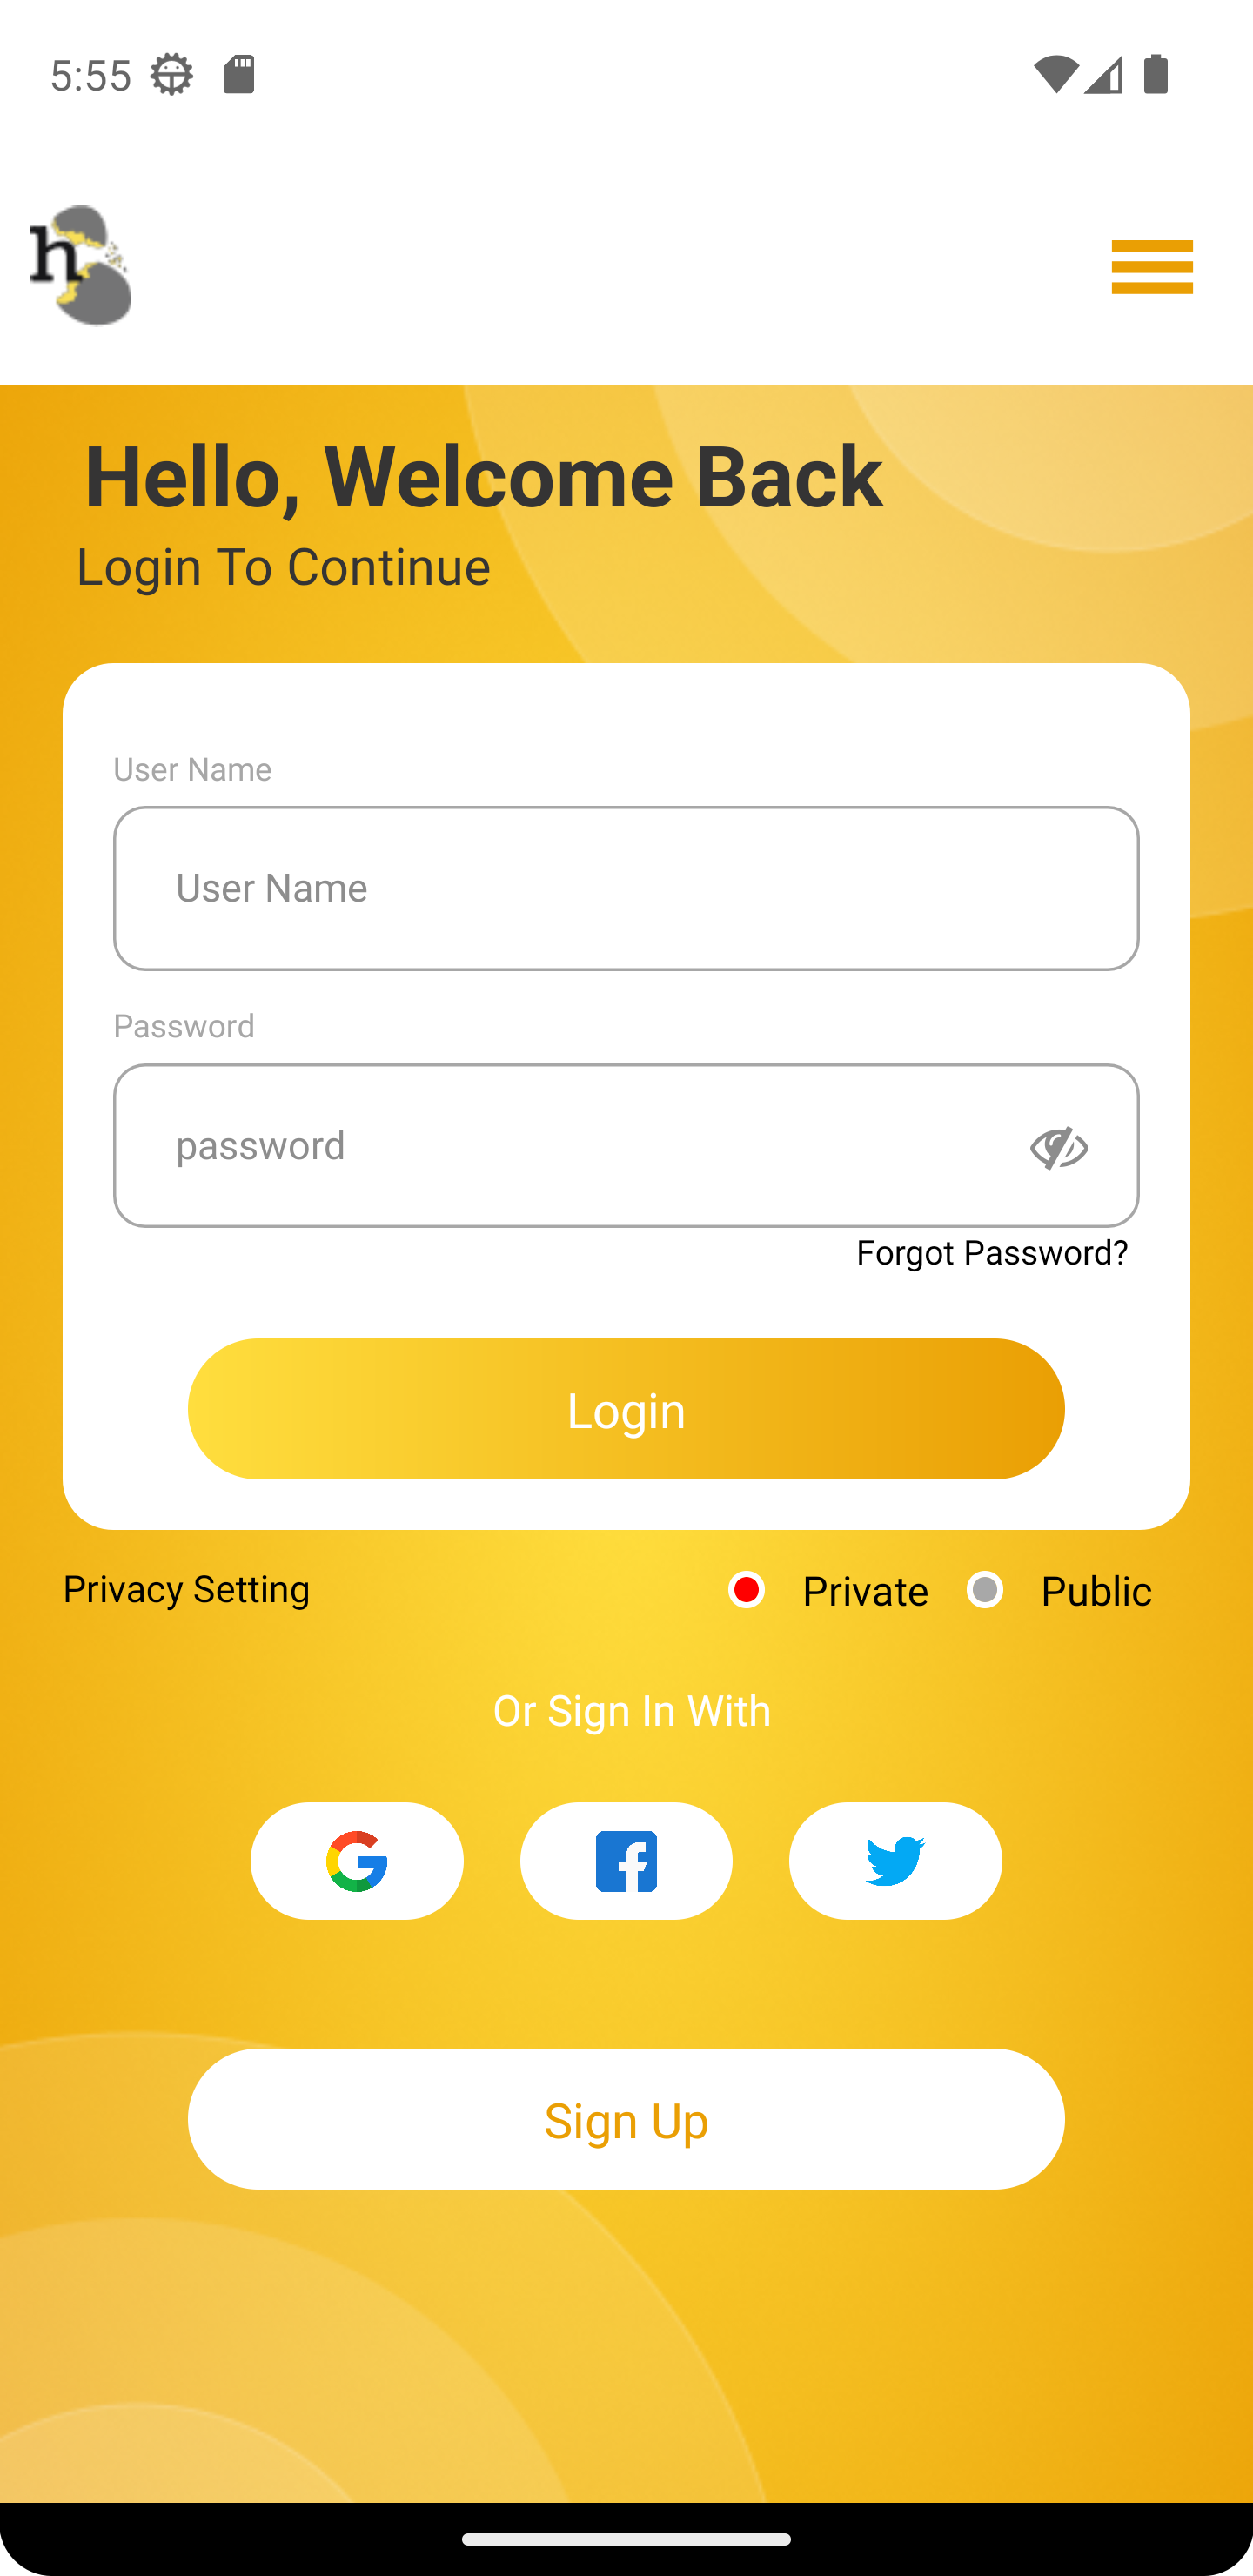 5:55
h
Hello, Welcome Back
Login To Continue
User Name
User Name
Password
password
Forgot Password?
Login
Privacy Setting Private Public
Or Sign In With
Sign Up